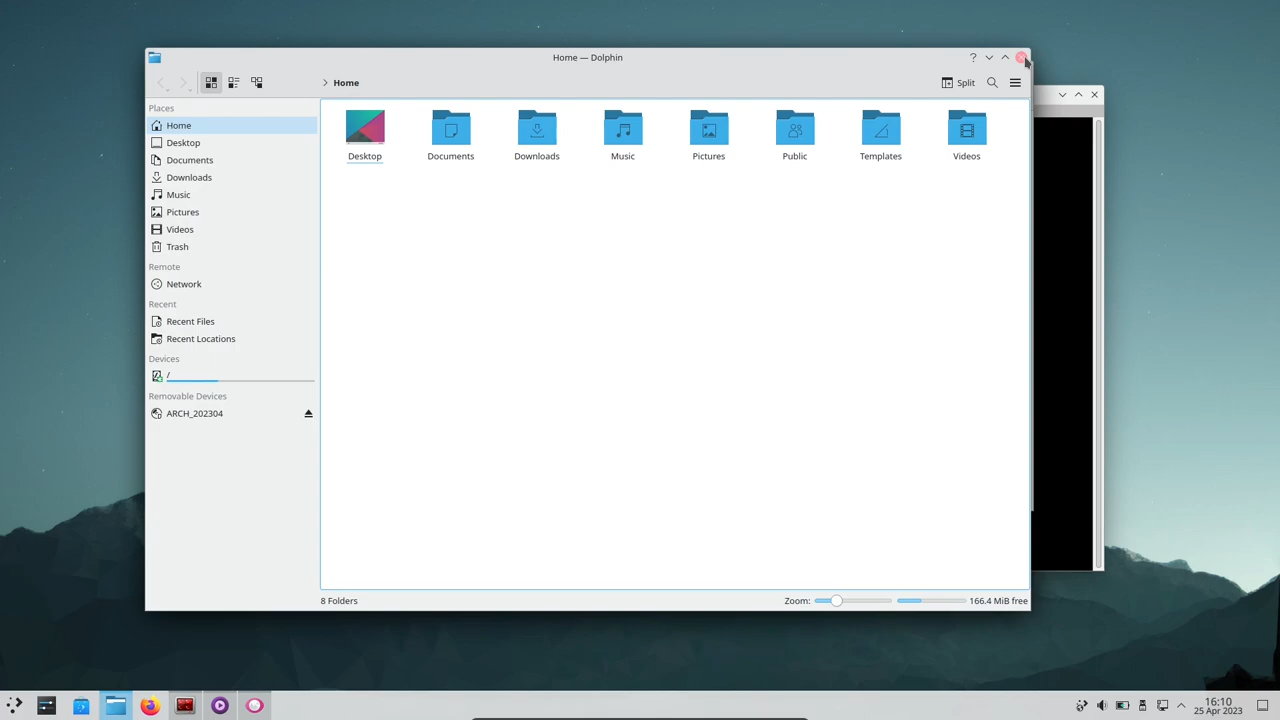 Home — Dolphin
Home
Split
Places
Home
Desktop
Documents
Downloads
Music
Pictures
Videos
Trash
Remote
Network
Recent
Recent Files
Recent Locations
Devices
/
Removable Devices
ARCH_202304
Desktop
Documents
Downloads
Music
Pictures
Public
Templates
Videos
8 Folders
Zoom:
166.4 MiB free
16:10
25 Apr 2023